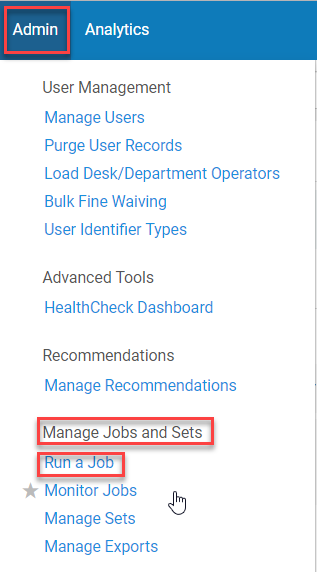 Admin Analytics
User Management
Manage Users
Purge User Records
Load Desk/Department Operators
Bulk Fine Waiving
User Identifier Types
Advanced Tools
HealthCheck Dashboard
Recommendations
Manage Recommendations
Manage Jobs and Sets
Run a Job
Monitor Jobs
Manage Sets
Manage Exports